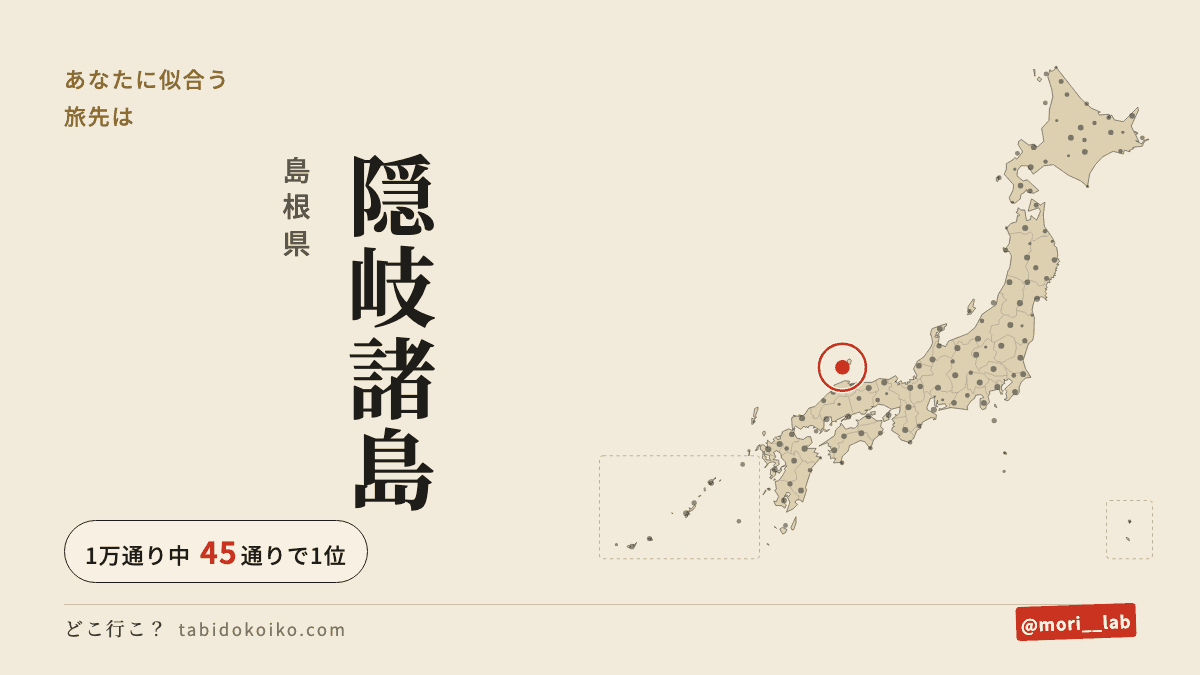 あなたに似合う
旅先は
隠岐諸島
島根県
1万通り中 45通りで1位
どこ行こ？ tabidokoiko.com
@mori__lab